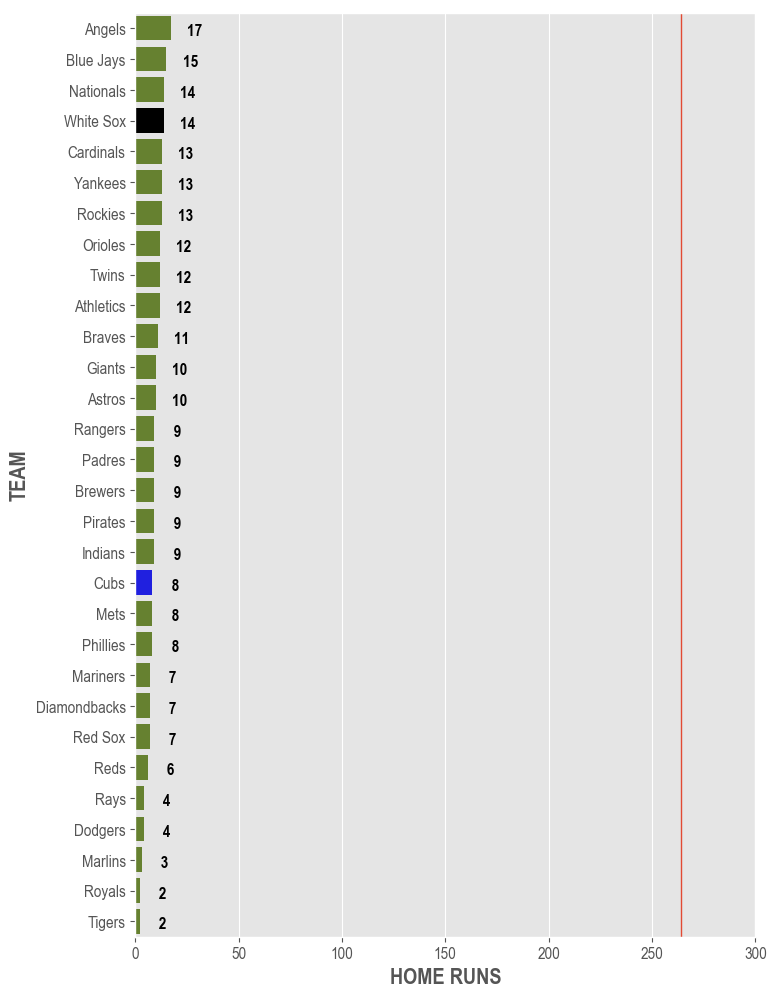 Angels 17
Blue Jays 15
Nationals 14
White Sox 14
Cardinals 13
Yankees 13
Rockies 13
Orioles 12
Twins 12
Athletics 12
Braves 11
Giants 10
Astros 10
Rangers 9
Padres 9
Brewers 9
Pirates 9
Indians 9
Cubs 8
Mets 8
Phillies 8
Mariners 7
Diamondbacks 7
Red Sox 7
Reds 6
Rays 4
Dodgers 4
Marlins 3
Royals 2
Tigers 2
TEAM
0 50 100 150 200 250 300
HOME RUNS